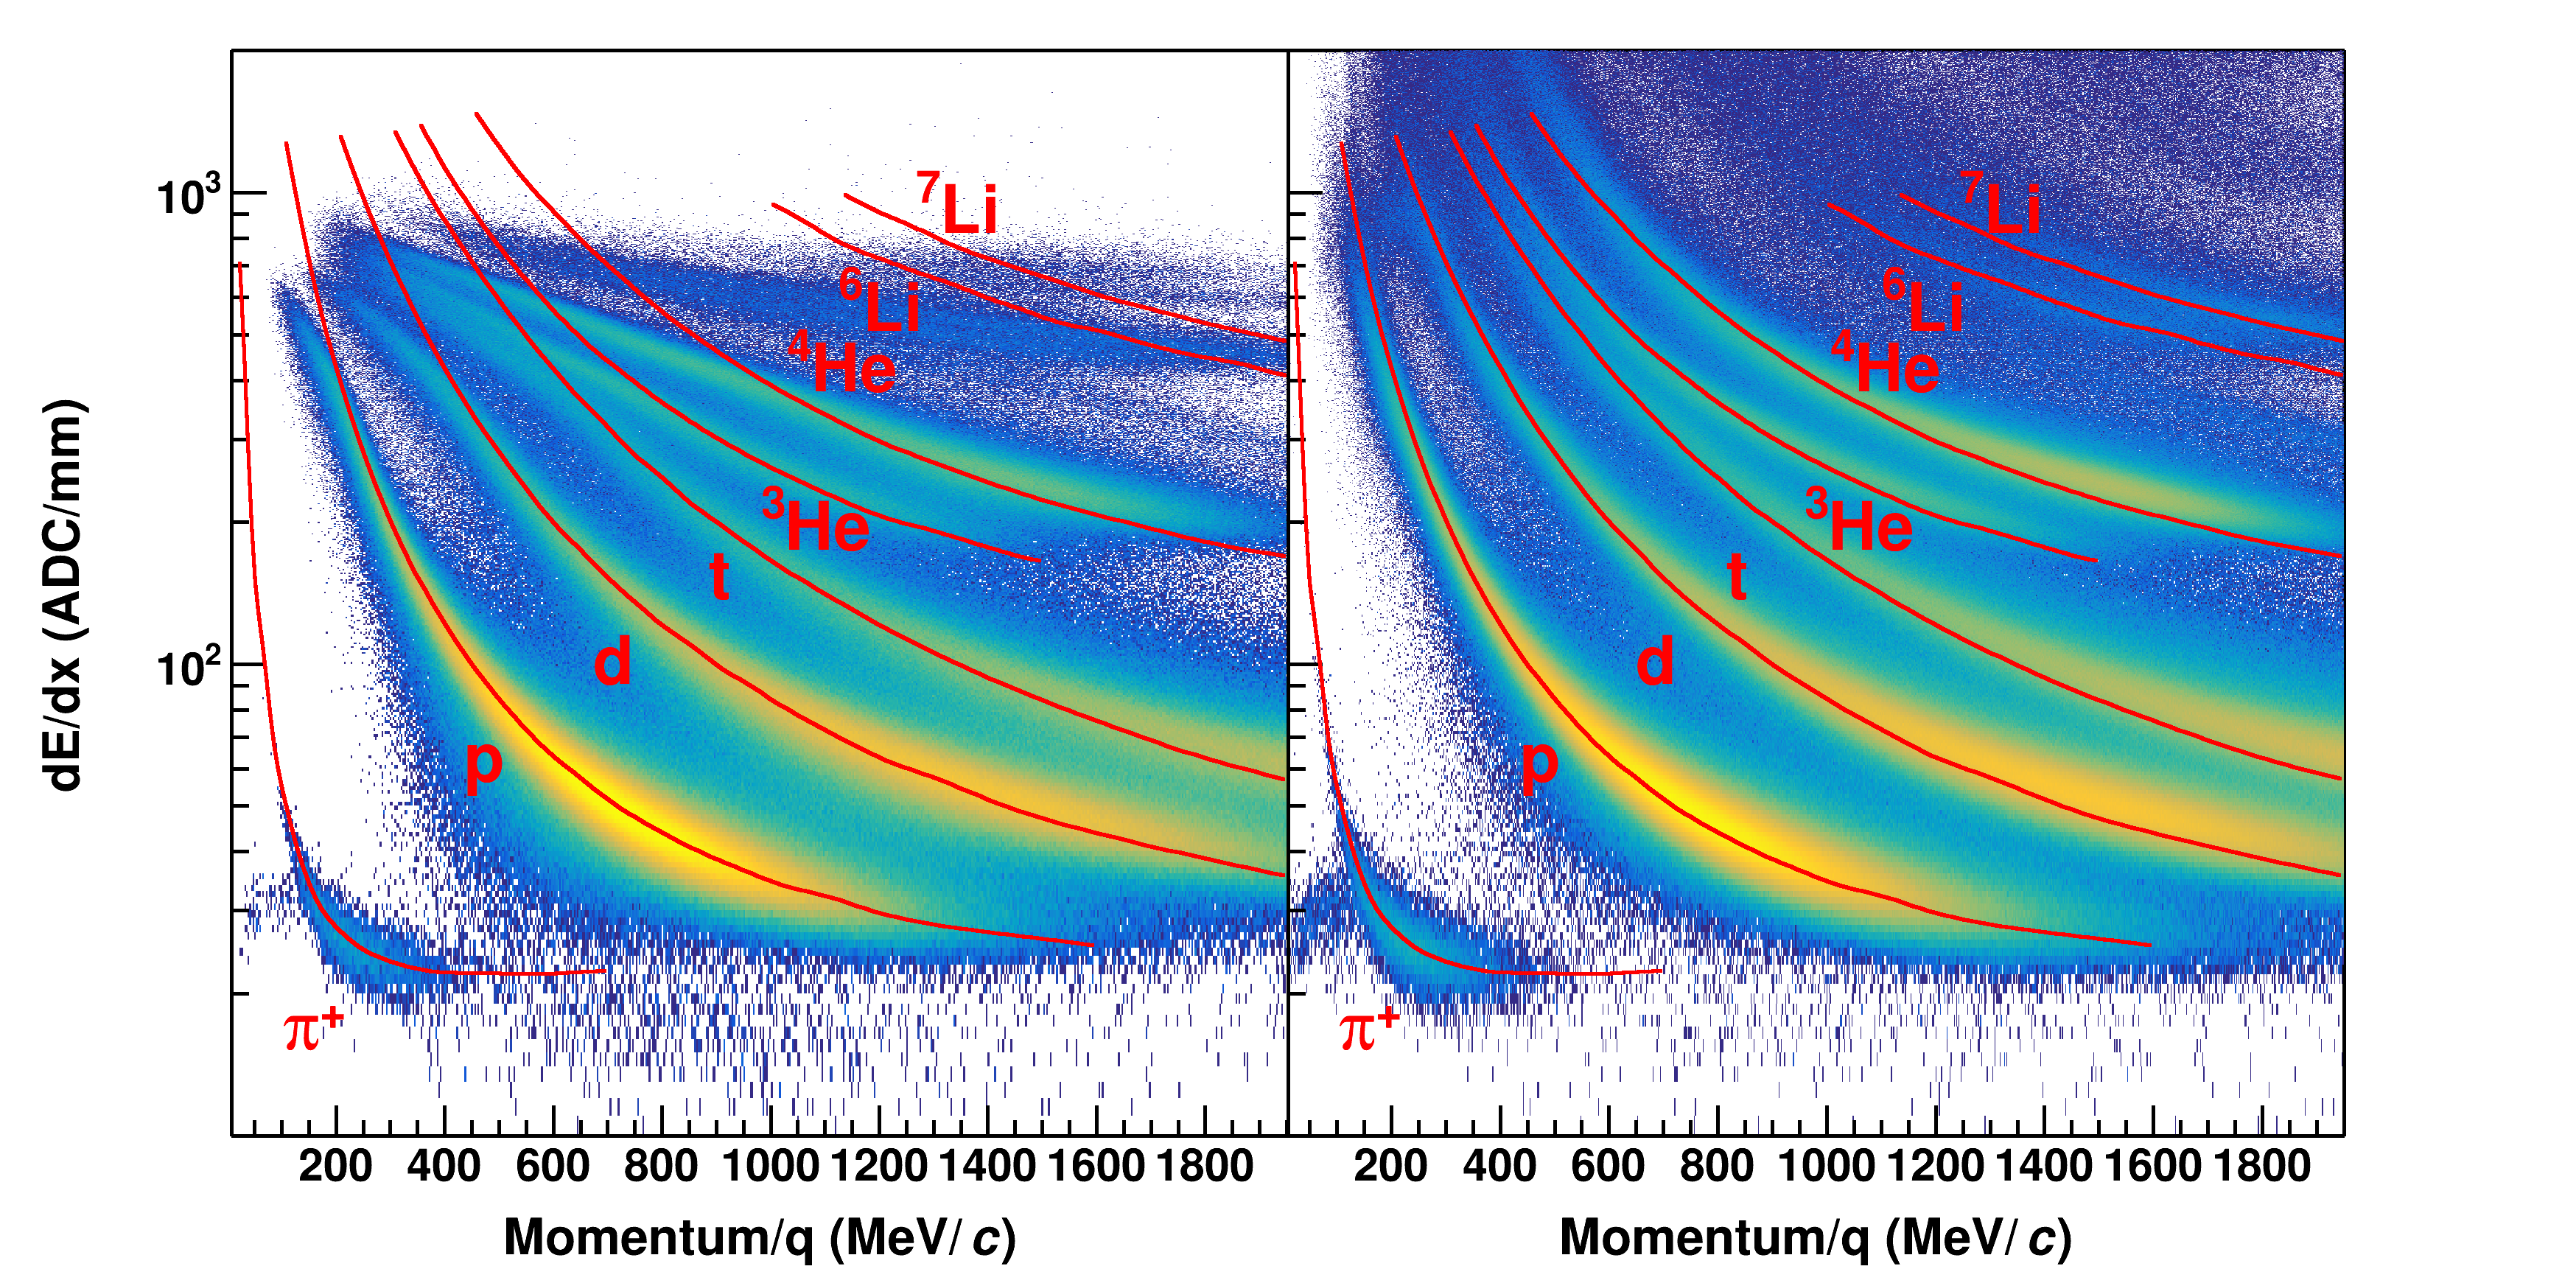 dE/dx (ADC/mm)
10³
10²
⁷Li
⁶Li
⁴He
³He
t
d
p
π⁺
200 400 600 800 1000 1200 1400 1600 1800
Momentum/q (MeV/c)
⁷Li
⁶Li
⁴He
³He
t
d
p
π⁺
200 400 600 800 1000 1200 1400 1600 1800
Momentum/q (MeV/c)